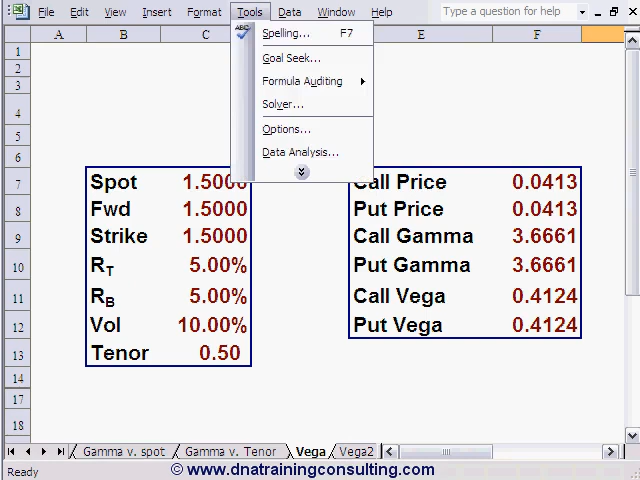 File Edit View Insert Format Tools Data Window Help Type a question for help
A B C E F
ABC Spelling... F7
Goal Seek...
Formula Auditing
Solver...
Options...
Data Analysis...
1
2
3
4
5
6
7 Spot 1.5000 Call Price 0.0413
8 Fwd 1.5000 Put Price 0.0413
9 Strike 1.5000 Call Gamma 3.6661
10 RT 5.00% Put Gamma 3.6661
11 RB 5.00% Call Vega 0.4124
12 Vol 10.00% Put Vega 0.4124
13 Tenor 0.50
14
17
18
Gamma v. spot Gamma v. Tenor Vega Vega2
Ready © www.dnatrainingconsulting.com